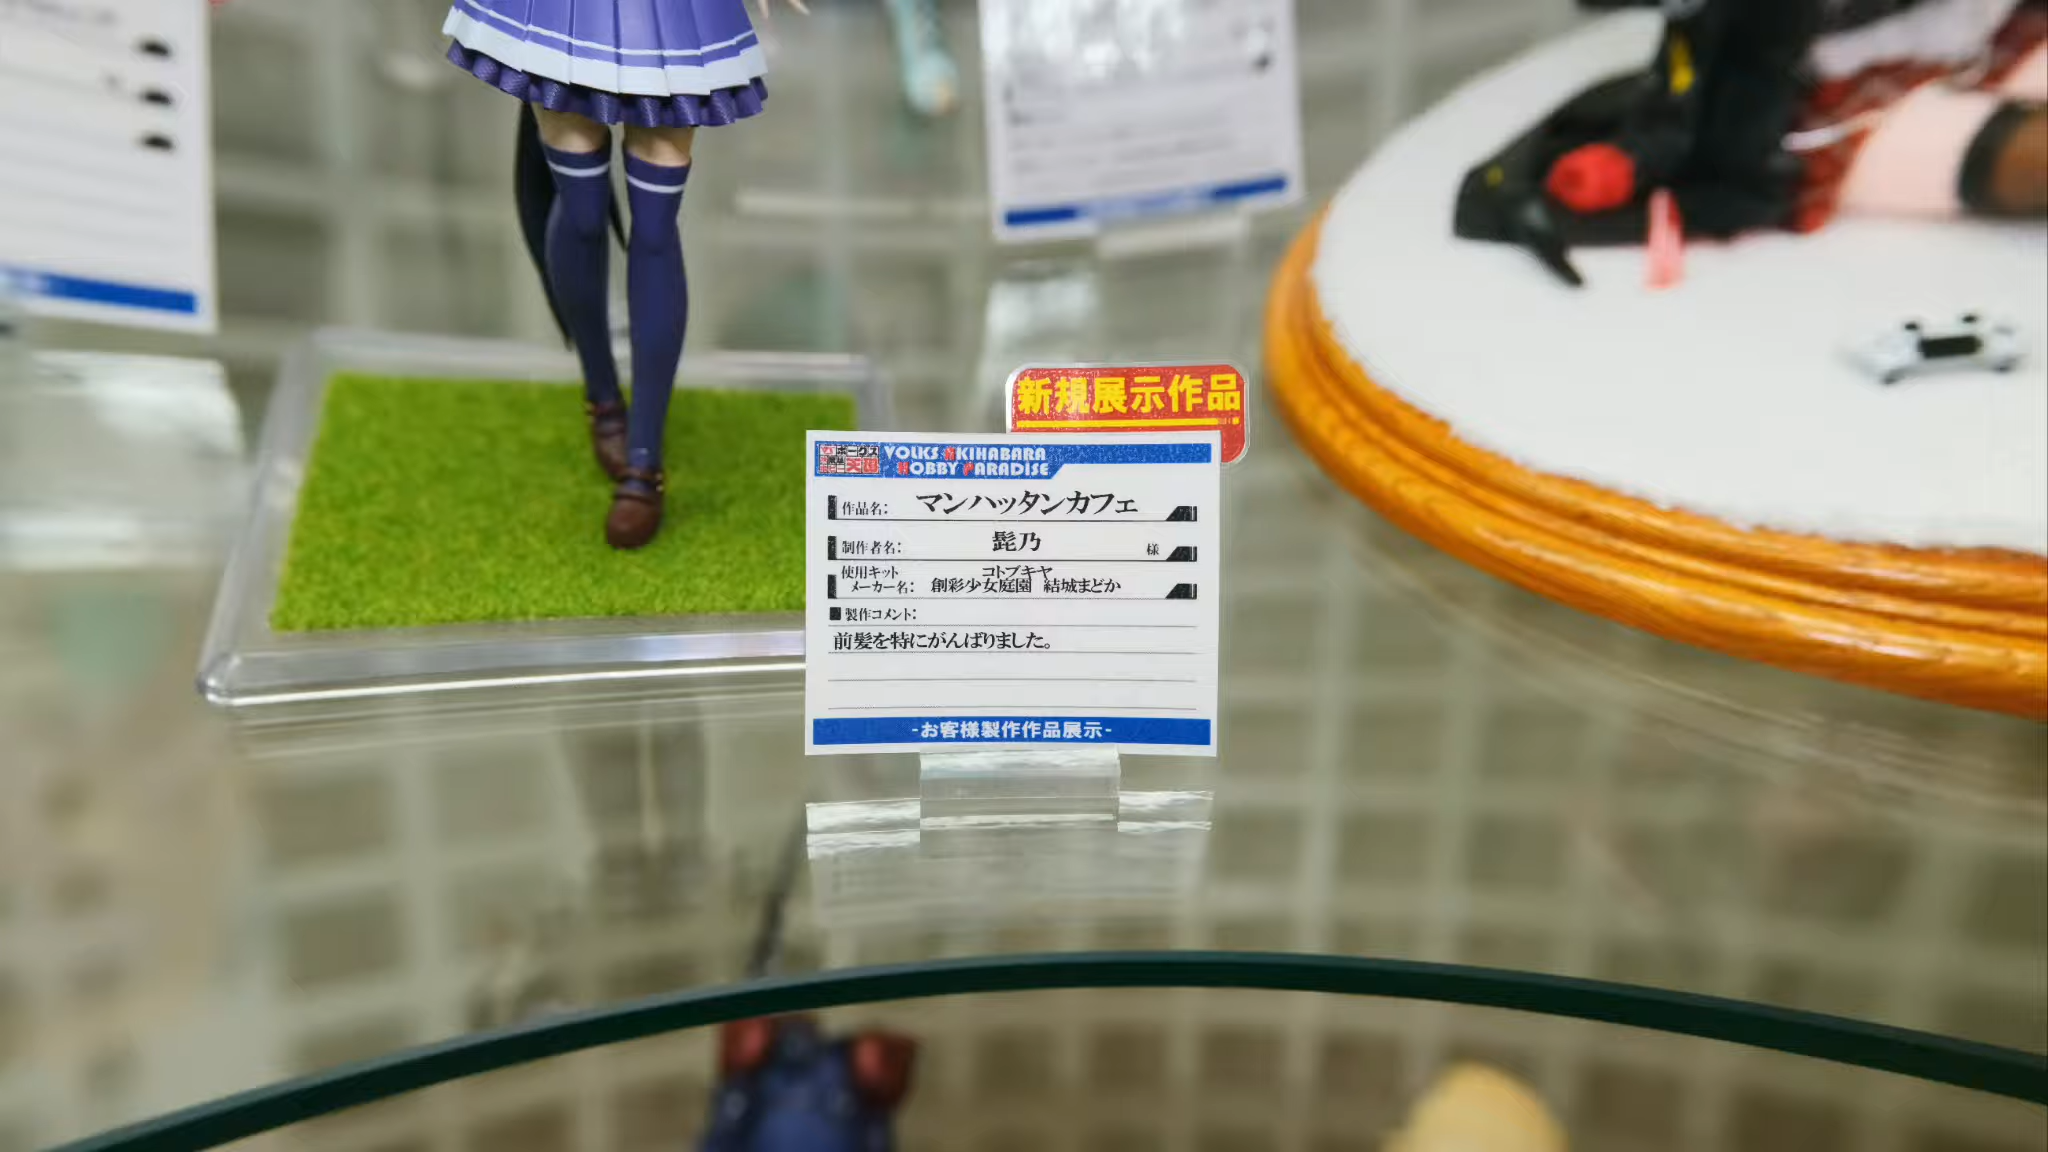 新規展示作品
ボークス
天国
VOLKS AKIHABARA
HOBBY PARADISE
作品名: マンハッタンカフェ
制作者名: 髭乃 様
使用キット コトブキヤ
メーカー名: 創彩少女庭園 結城まどか
■製作コメント:
前髪を特にがんばりました。
-お客様製作作品展示-